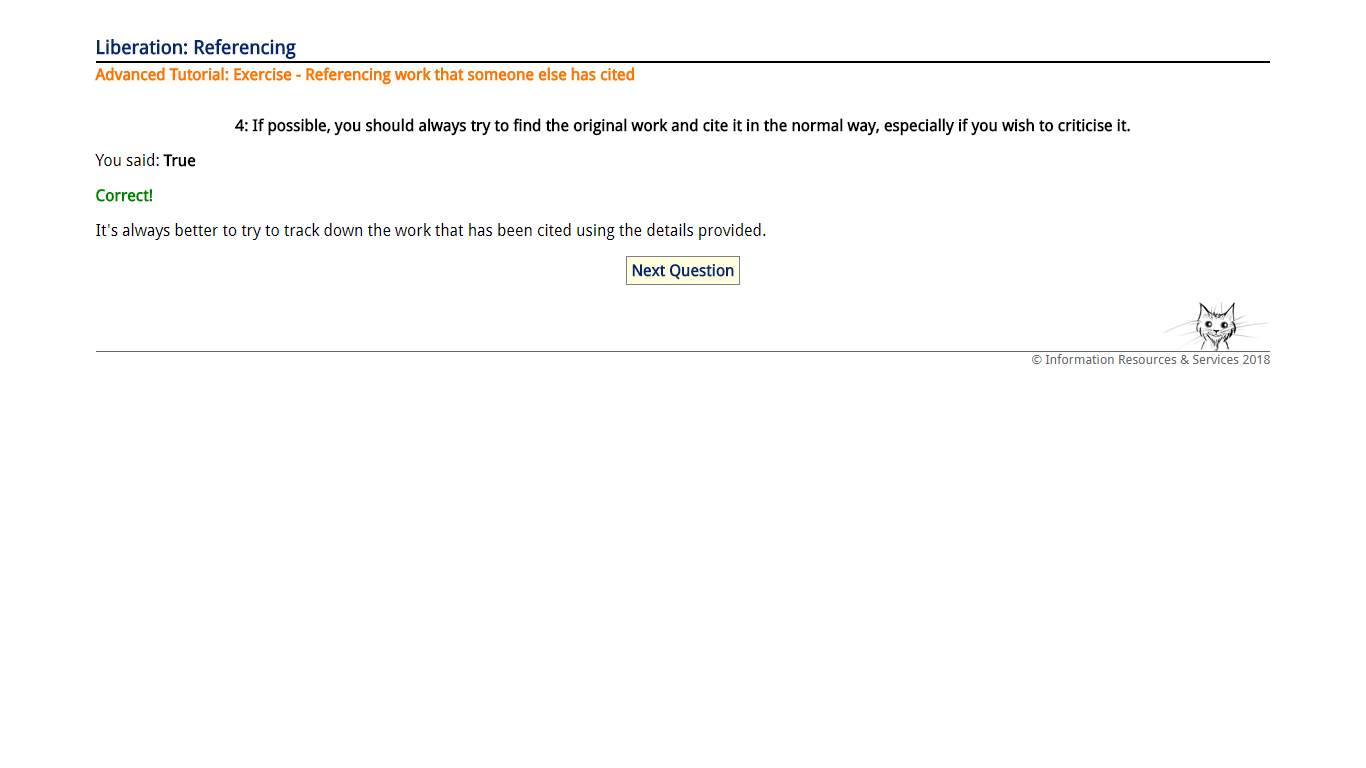 Liberation: Referencing
Advanced Tutorial: Exercise - Referencing work that someone else has cited
4: If possible, you should always try to find the original work and cite it in the normal way, especially if you wish to criticise it.
You said: True
Correct!
It's always better to try to track down the work that has been cited using the details provided.
Next Question
© Information Resources & Services 2018